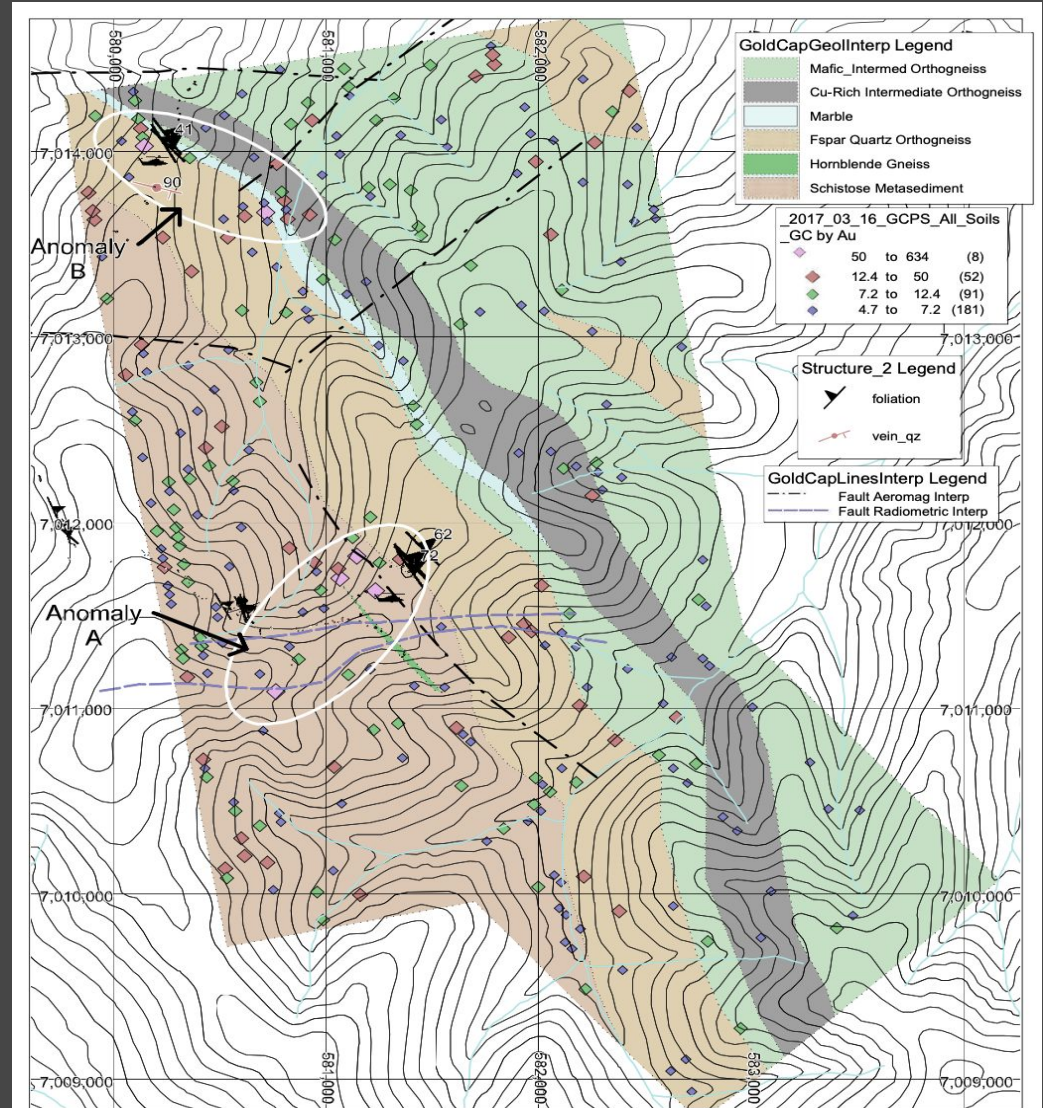 580,000
581,000
582,000
GoldCapGeolInterp Legend
Mafic_Intermed Orthogneiss
Cu-Rich Intermediate Orthogneiss
Marble
Fspar Quartz Orthogneiss
Hornblende Gneiss
Schistose Metasediment
_2017_03_16_GCPS_All_Soils
_GC by Au
50 to 634 (8)
12.4 to 50 (52)
7.2 to 12.4 (91)
4.7 to 7.2 (181)
41
7,014,000
7,014,000
90
Anomaly
B
7,013,000
7,013,000
Structure_2 Legend
foliation
vein_qz
GoldCapLinesInterp Legend
Fault Aeromag Interp
Fault Radiometric Interp
7,012,000
7,012,000
62
72
Anomaly
A
7,011,000
7,011,000
7,010,000
7,010,000
7,009,000
7,009,000
581,000
582,000
583,000